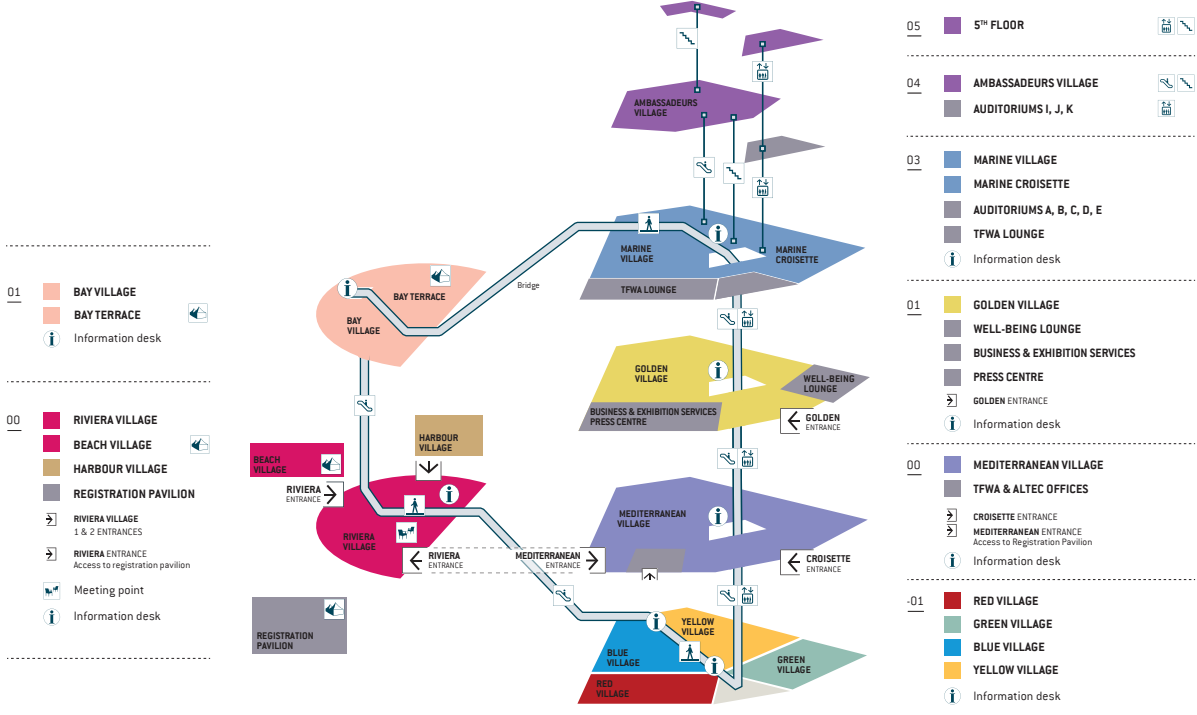 01
BAY VILLAGE
BAY TERRACE
i Information desk
00
RIVIERA VILLAGE
BEACH VILLAGE
HARBOUR VILLAGE
REGISTRATION PAVILION
RIVIERA VILLAGE
1 & 2 ENTRANCES
RIVIERA ENTRANCE
Access to registration pavilion
Meeting point
i Information desk
AMBASSADEURS
VILLAGE
i
MARINE
VILLAGE
MARINE
CROISETTE
TFWA LOUNGE
Bridge
i
BAY TERRACE
BAY
VILLAGE
i
GOLDEN
VILLAGE
WELL-BEING
LOUNGE
BUSINESS & EXHIBITION SERVICES
PRESS CENTRE
GOLDEN
ENTRANCE
HARBOUR
VILLAGE
BEACH
VILLAGE
RIVIERA
ENTRANCE
i
RIVIERA
VILLAGE
RIVIERA
ENTRANCE
MEDITERRANEAN
ENTRANCE
MEDITERRANEAN
VILLAGE
i
CROISETTE
ENTRANCE
REGISTRATION
PAVILION
i
YELLOW
VILLAGE
BLUE
VILLAGE
i
GREEN
VILLAGE
RED
VILLAGE
05
5TH FLOOR
04
AMBASSADEURS VILLAGE
AUDITORIUMS I, J, K
03
MARINE VILLAGE
MARINE CROISETTE
AUDITORIUMS A, B, C, D, E
TFWA LOUNGE
i Information desk
01
GOLDEN VILLAGE
WELL-BEING LOUNGE
BUSINESS & EXHIBITION SERVICES
PRESS CENTRE
GOLDEN ENTRANCE
i Information desk
00
MEDITERRANEAN VILLAGE
TFWA & ALTEC OFFICES
CROISETTE ENTRANCE
MEDITERRANEAN ENTRANCE
Access to Registration Pavilion
i Information desk
-01
RED VILLAGE
GREEN VILLAGE
BLUE VILLAGE
YELLOW VILLAGE
i Information desk